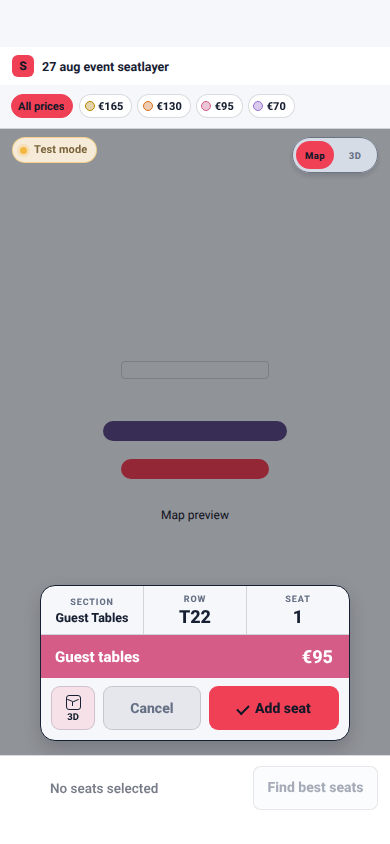 S 27 aug event seatlayer
All prices €165 €130 €95 €70
Test mode
Map 3D
Map preview
SECTION ROW SEAT
Guest Tables T22 1
Guest tables €95
3D Cancel Add seat
No seats selected Find best seats